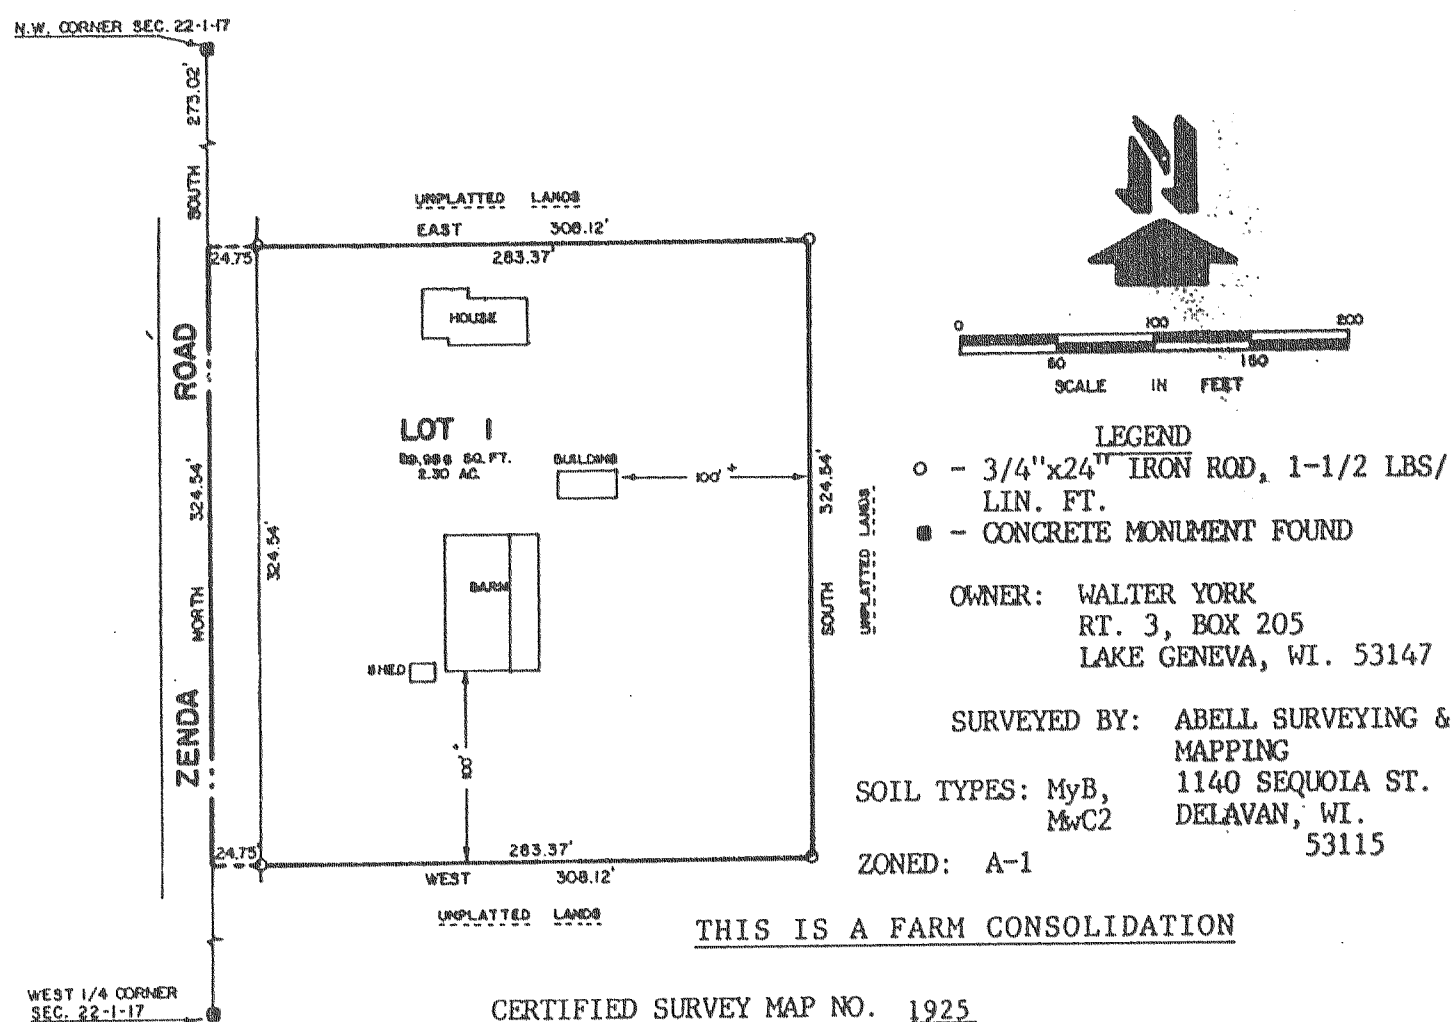 N.W. CORNER SEC. 22-1-17
273.02'
SOUTH
UNPLATTED LANDS
EAST 308.12'
24.75
283.37'
HOUSE
ROAD
LOT 1
SQ. FT.
2.30 AC.
BUILDING
100' ±
324.54'
324.54'
324.54'
NORTH
SOUTH
UNPLATTED LANDS
BARN
SHED
100' ±
ZENDA
24.75
283.37'
WEST 308.12'
UNPLATTED LANDS
WEST 1/4 CORNER
SEC. 22-1-17
N
0 100 200
50 150
SCALE IN FEET
LEGEND
○ - 3/4"x24" IRON ROD, 1-1/2 LBS/
LIN. FT.
■ - CONCRETE MONUMENT FOUND
OWNER: WALTER YORK
RT. 3, BOX 205
LAKE GENEVA, WI. 53147
SURVEYED BY: ABELL SURVEYING &
MAPPING
1140 SEQUOIA ST.
DELAVAN, WI.
53115
SOIL TYPES: MyB,
MwC2
ZONED: A-1
THIS IS A FARM CONSOLIDATION
CERTIFIED SURVEY MAP NO. 1925